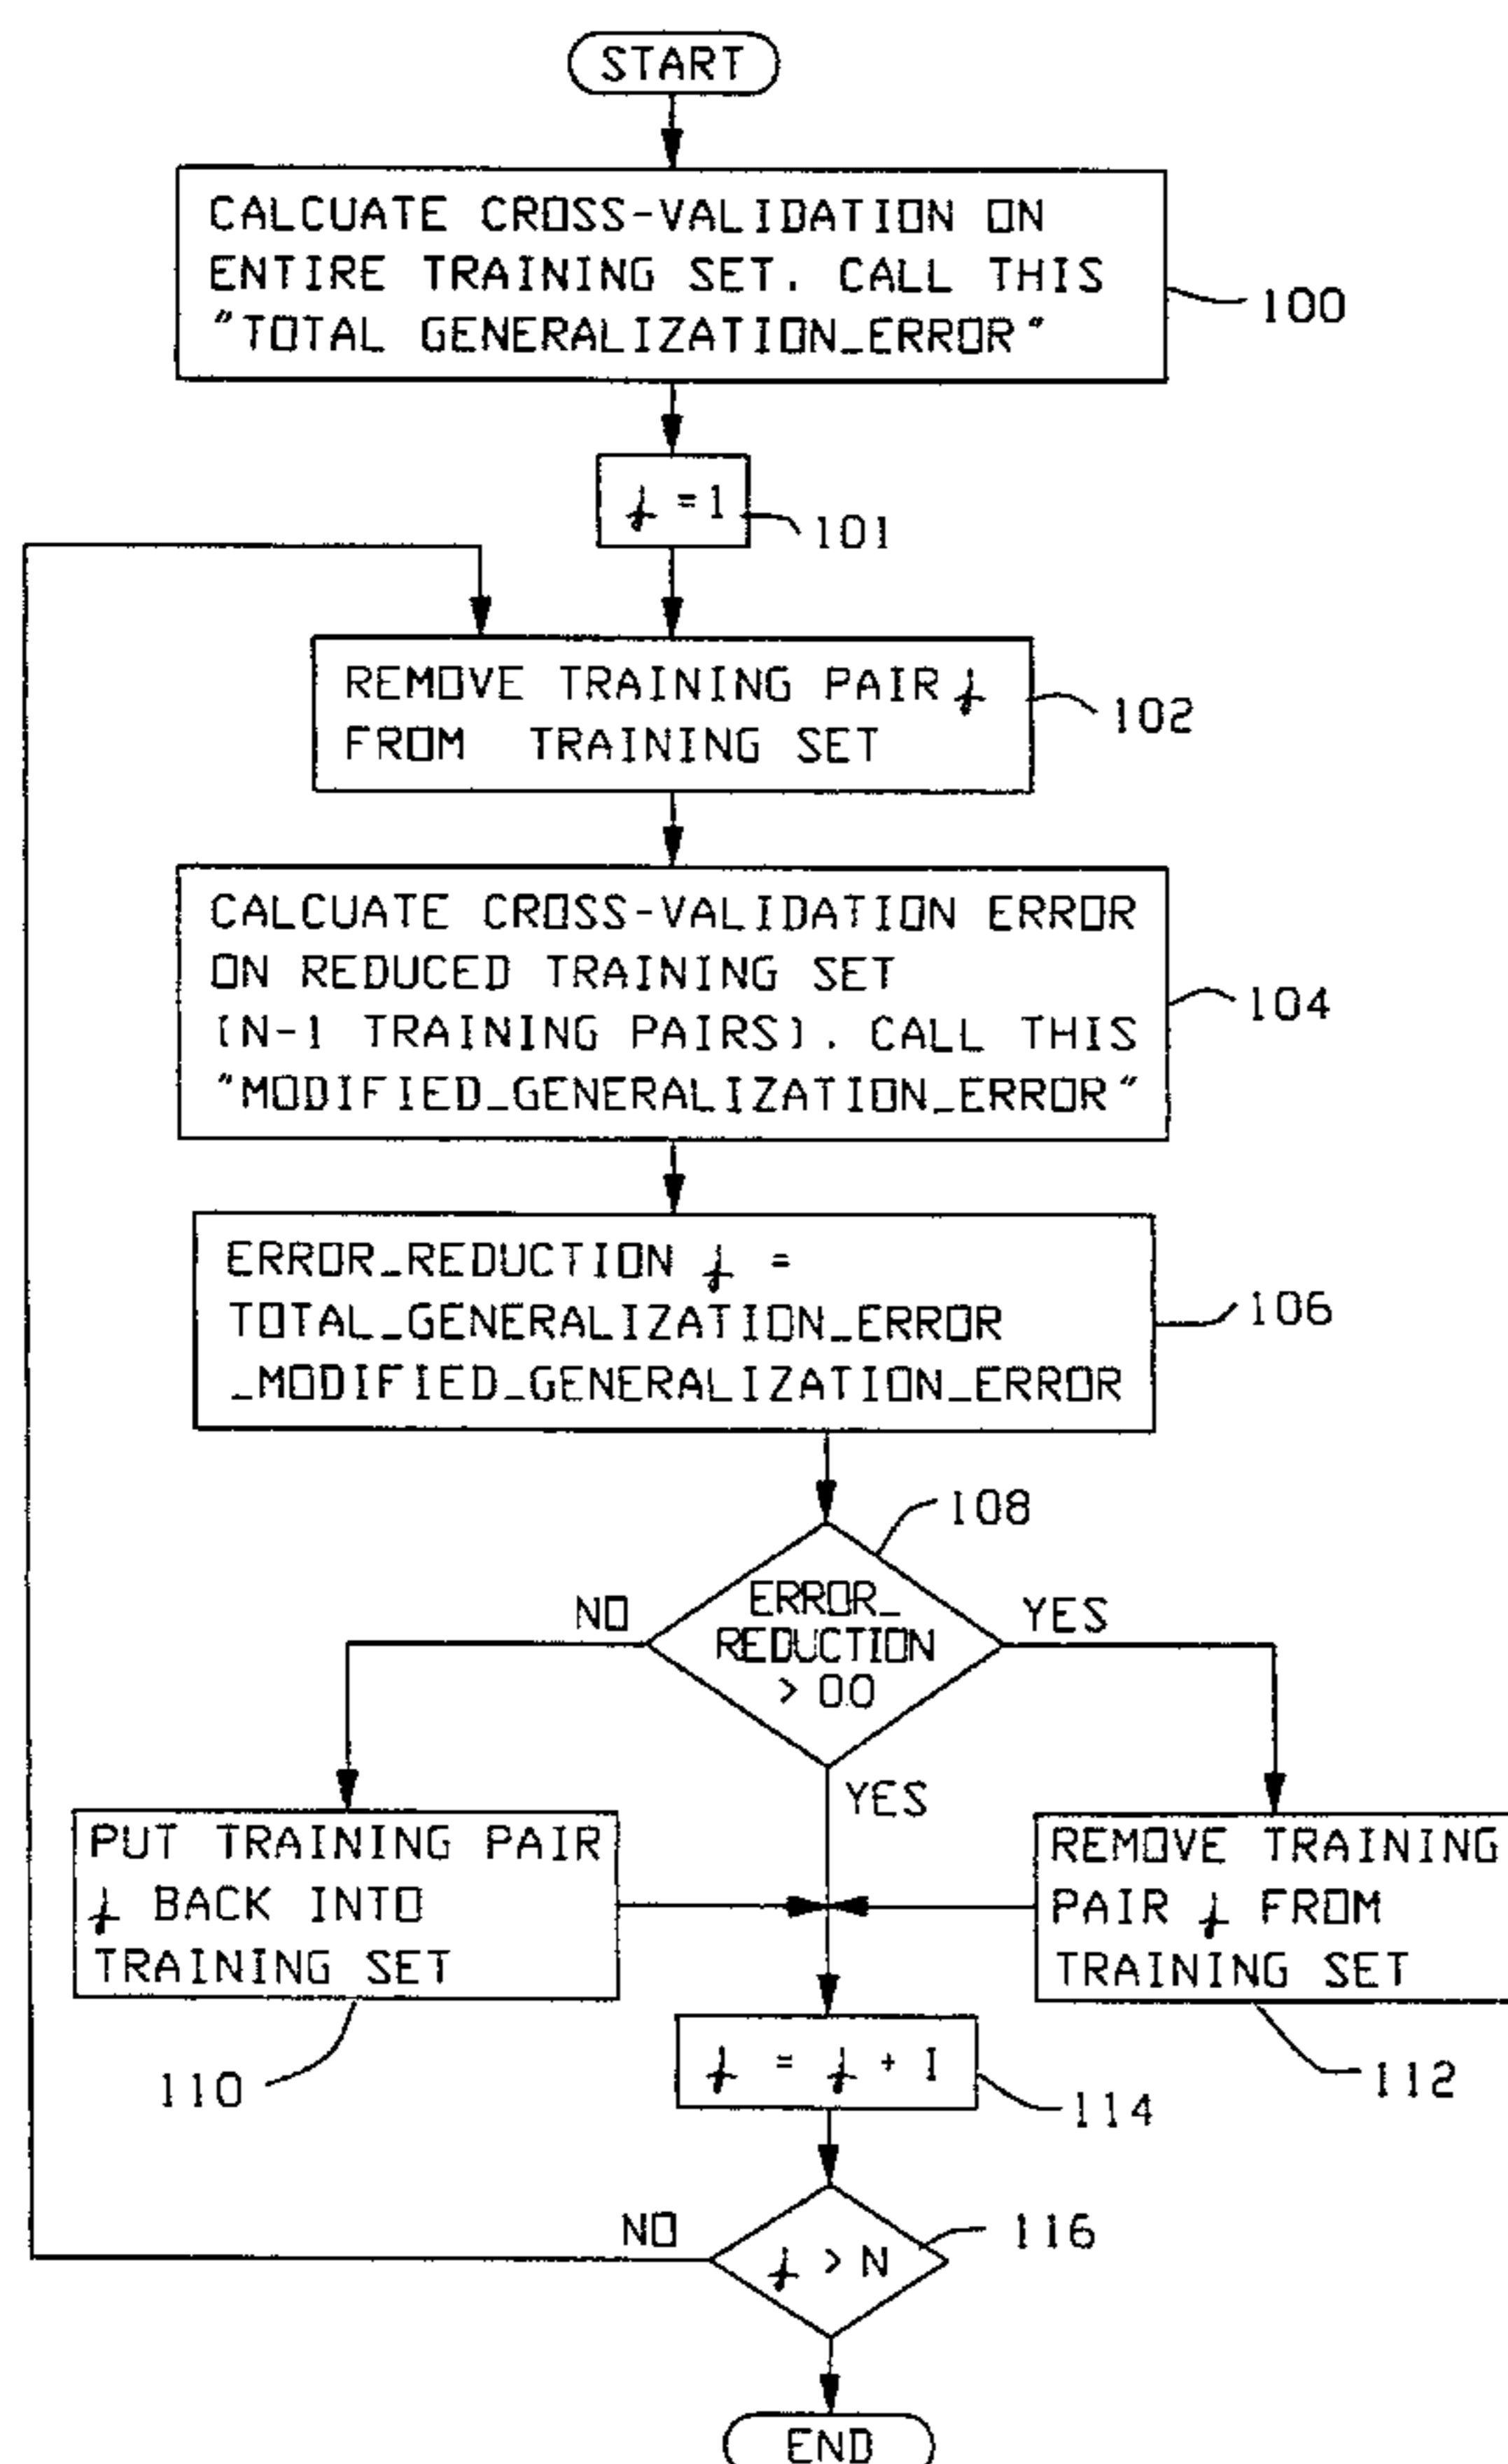 START
CALCUATE CROSS-VALIDATION ON
ENTIRE TRAINING SET. CALL THIS
"TOTAL GENERALIZATION_ERROR"
100
j =1
101
REMOVE TRAINING PAIR j
FROM TRAINING SET
102
CALCUATE CROSS-VALIDATION ERROR
ON REDUCED TRAINING SET
(N-1 TRAINING PAIRS). CALL THIS
"MODIFIED_GENERALIZATION_ERROR"
104
ERROR_REDUCTION j =
TOTAL_GENERALIZATION_ERROR
_MODIFIED_GENERALIZATION_ERROR
106
108
NO
ERROR_
REDUCTION
> 0.0
YES
YES
PUT TRAINING PAIR
j BACK INTO
TRAINING SET
110
REMOVE TRAINING
PAIR j FROM
TRAINING SET
112
j = j + 1
114
NO
j > N
116
END